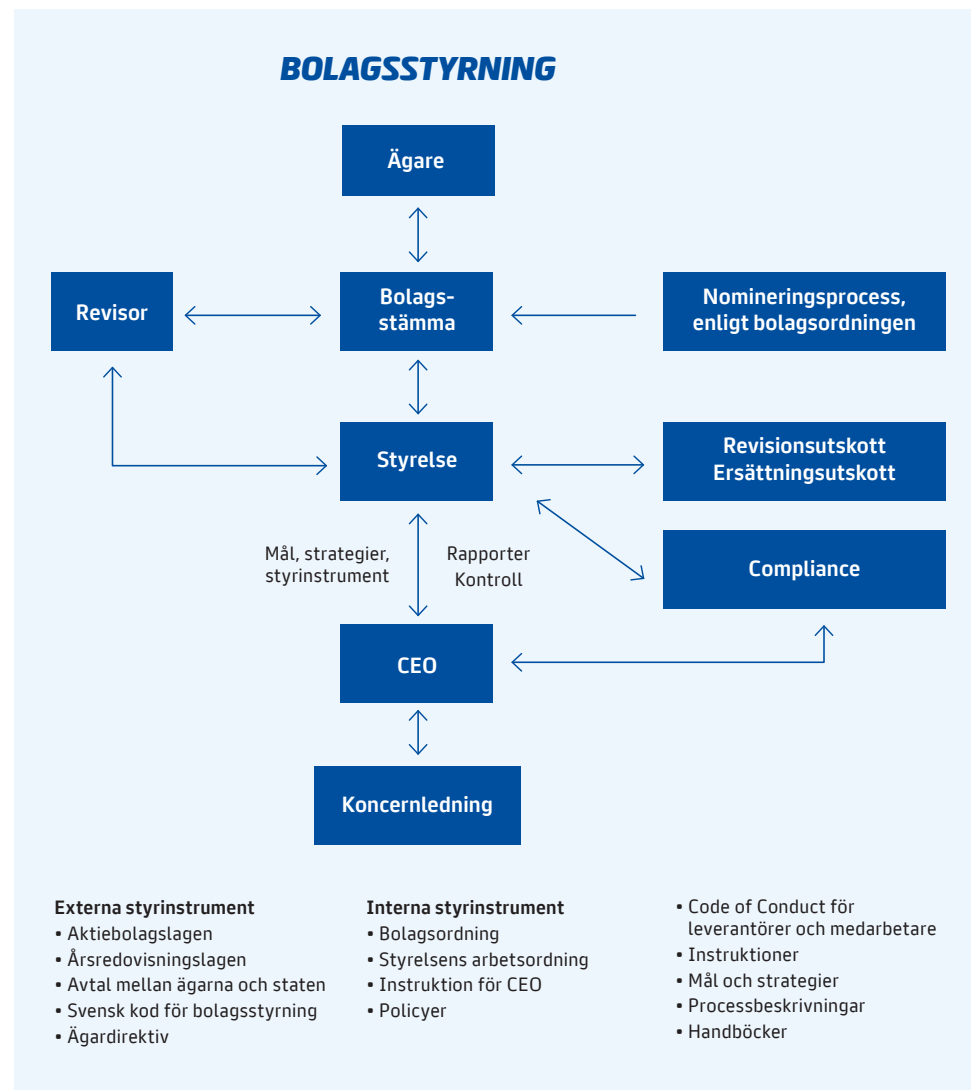 BOLAGSSTYRNING
Ägare
Revisor
Bolags-
stämma
Nomineringsprocess,
enligt bolagsordningen
Styrelse
Revisionsutskott
Ersättningsutskott
Mål, strategier,
styrinstrument
Rapporter
Kontroll
Compliance
CEO
Koncernledning
Externa styrinstrument
• Aktiebolagslagen
• Årsredovisningslagen
• Avtal mellan ägarna och staten
• Svensk kod för bolagsstyrning
• Ägardirektiv
Interna styrinstrument
• Bolagsordning
• Styrelsens arbetsordning
• Instruktion för CEO
• Policyer
• Code of Conduct för
leverantörer och medarbetare
• Instruktioner
• Mål och strategier
• Processbeskrivningar
• Handböcker